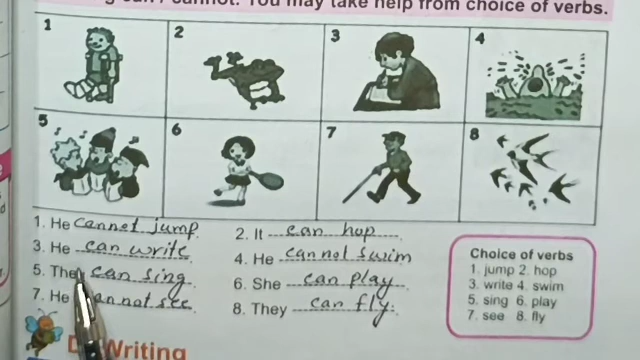 can / cannot. You may take help from choice of verbs.
1 2 3 4
5 6 7 8
1. He cannot jump. 2. It can hop.
3. He can write 4. He cannot swim
5. They can sing 6. She can play.
7. He cannot see 8. They can fly.
Choice of verbs
1. jump 2. hop
3. write 4. swim
5. sing 6. play
7. see 8. fly
Writing